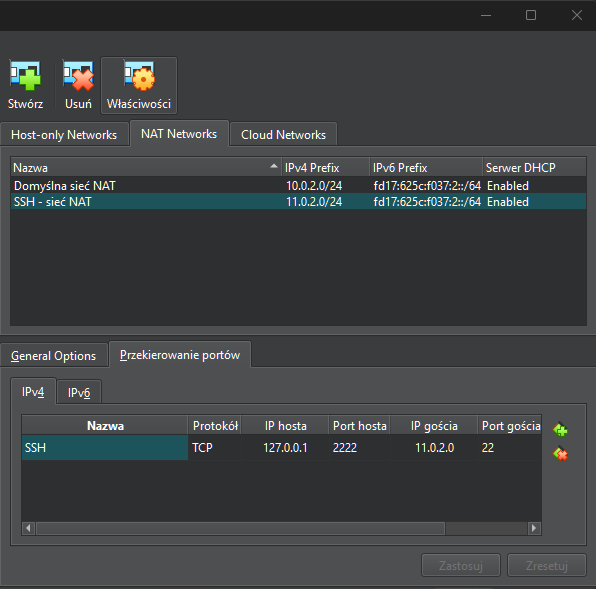 Stwórz Usuń Właściwości
Host-only Networks NAT Networks Cloud Networks
Nazwa IPv4 Prefix IPv6 Prefix Serwer DHCP
Domyślna sieć NAT 10.0.2.0/24 fd17:625c:f037:2::/64 Enabled
SSH - sieć NAT 11.0.2.0/24 fd17:625c:f037:2::/64 Enabled
General Options Przekierowanie portów
IPv4 IPv6
Nazwa Protokół IP hosta Port hosta IP gościa Port gościa
SSH TCP 127.0.0.1 2222 11.0.2.0 22
Zastosuj Zresetuj